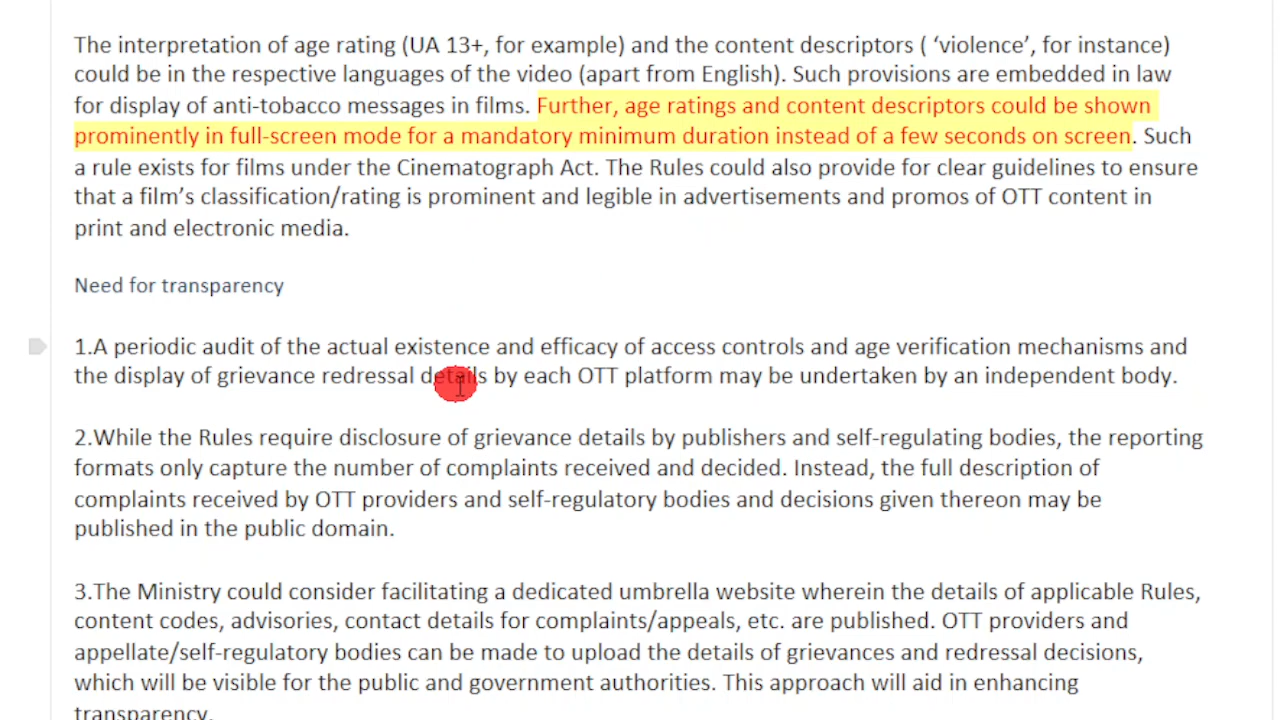 The interpretation of age rating (UA 13+, for example) and the content descriptors ( ‘violence’, for instance)
could be in the respective languages of the video (apart from English). Such provisions are embedded in law
for display of anti-tobacco messages in films. Further, age ratings and content descriptors could be shown
prominently in full-screen mode for a mandatory minimum duration instead of a few seconds on screen. Such
a rule exists for films under the Cinematograph Act. The Rules could also provide for clear guidelines to ensure
that a film’s classification/rating is prominent and legible in advertisements and promos of OTT content in
print and electronic media.
Need for transparency
1.A periodic audit of the actual existence and efficacy of access controls and age verification mechanisms and
the display of grievance redressal details by each OTT platform may be undertaken by an independent body.
2.While the Rules require disclosure of grievance details by publishers and self-regulating bodies, the reporting
formats only capture the number of complaints received and decided. Instead, the full description of
complaints received by OTT providers and self-regulatory bodies and decisions given thereon may be
published in the public domain.
3.The Ministry could consider facilitating a dedicated umbrella website wherein the details of applicable Rules,
content codes, advisories, contact details for complaints/appeals, etc. are published. OTT providers and
appellate/self-regulatory bodies can be made to upload the details of grievances and redressal decisions,
which will be visible for the public and government authorities. This approach will aid in enhancing
transparency.